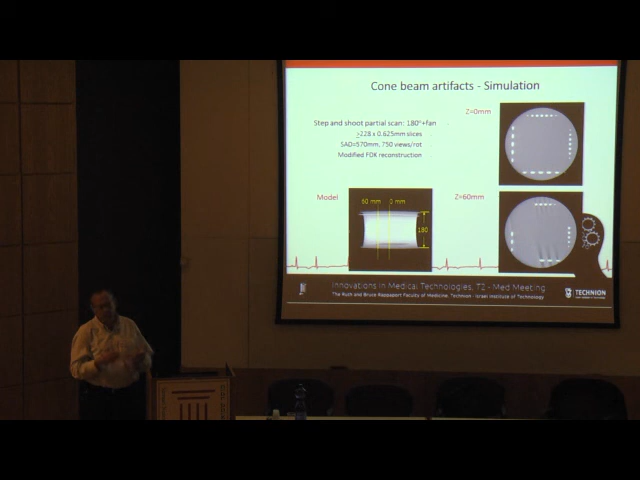 Cone beam artifacts - Simulation
Z=0mm
Step and shoot partial scan: 180°+fan
>228 x 0.625mm slices
SAD=570mm, 750 views/rot
Modified FDK reconstruction
Model
60 mm
0 mm
180
Z=60mm
Innovations in Medical Technologies, T2 - Med Meeting
The Ruth and Bruce Rappaport Faculty of Medicine, Technion - Israel Institute of Technology
TECHNION